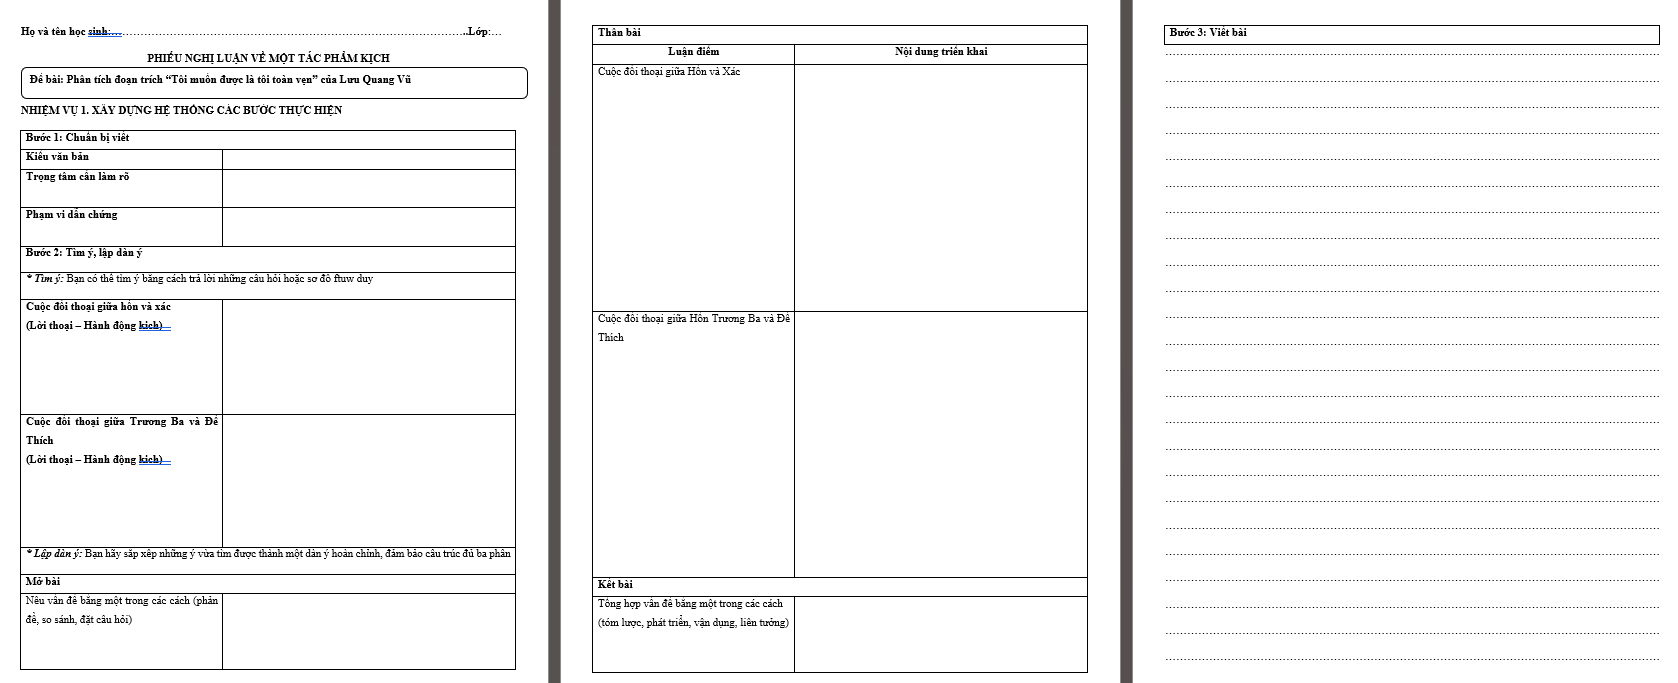 Họ và tên học sinh:…………………………………………………………………………..Lớp:…
PHIẾU NGHỊ LUẬN VỀ MỘT TÁC PHẨM KỊCH
Đề bài: Phân tích đoạn trích “Tôi muốn được là tôi toàn vẹn” của Lưu Quang Vũ
NHIỆM VỤ 1. XÂY DỰNG HỆ THỐNG CÁC BƯỚC THỰC HIỆN
Bước 1: Chuẩn bị viết
Kiểu văn bản
Trọng tâm cần làm rõ
Phạm vi dẫn chứng
Bước 2: Tìm ý, lập dàn ý
* Tìm ý: Bạn có thể tìm ý bằng cách trả lời những câu hỏi hoặc sơ đồ ftuw duy
Cuộc đối thoại giữa hồn và xác
(Lời thoại – Hành động kịch)
Cuộc đối thoại giữa Trương Ba và Đế
Thích
(Lời thoại – Hành động kịch)
* Lập dàn ý: Bạn hãy sắp xếp những ý vừa tìm được thành một dàn ý hoàn chỉnh, đảm bảo cấu trúc đủ ba phần
Mở bài
Nêu vấn đề bằng một trong các cách (phản
đề, so sánh, đặt câu hỏi)
Thân bài
Luận điểm
Nội dung triển khai
Cuộc đối thoại giữa Hồn và Xác
Cuộc đối thoại giữa Hồn Trương Ba và Đế
Thích
Kết bài
Tổng hợp vấn đề bằng một trong các cách
(tóm lược, phát triển, vận dụng, liên tưởng)
Bước 3: Viết bài